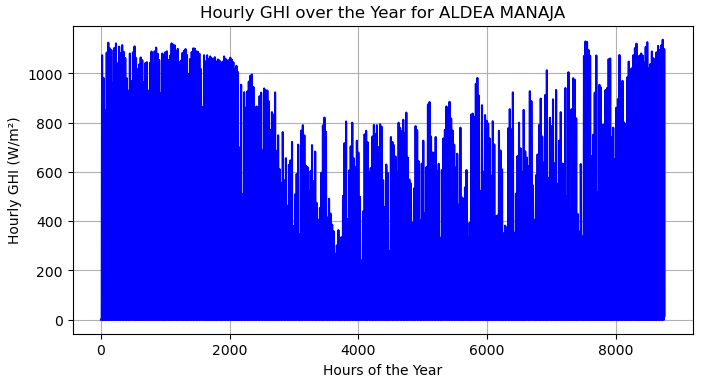 Hourly GHI over the Year for ALDEA MANAJA
1000
800
600
400
200
0
Hourly GHI (W/m²)
0 2000 4000 6000 8000
Hours of the Year